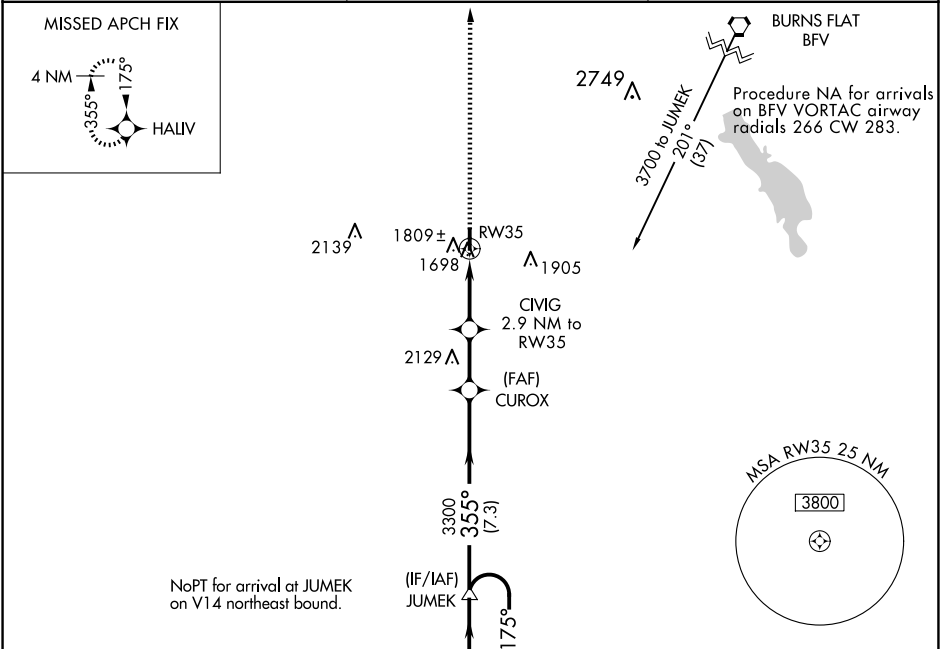 MISSED APCH FIX
4 NM
175°
355°
HALIV
BURNS FLAT
BFV
2749
Procedure NA for arrivals
on BFV VORTAC airway
radials 266 CW 283.
3700 to JUMEK
201°
(37)
2139
1809±
RW35
1698
1905
CIVIG
2.9 NM to
RW35
2129
(FAF)
CUROX
MSA RW35 25 NM
3800
3300
355°
(7.3)
NoPT for arrival at JUMEK
on V14 northeast bound.
(IF/IAF)
JUMEK
175°